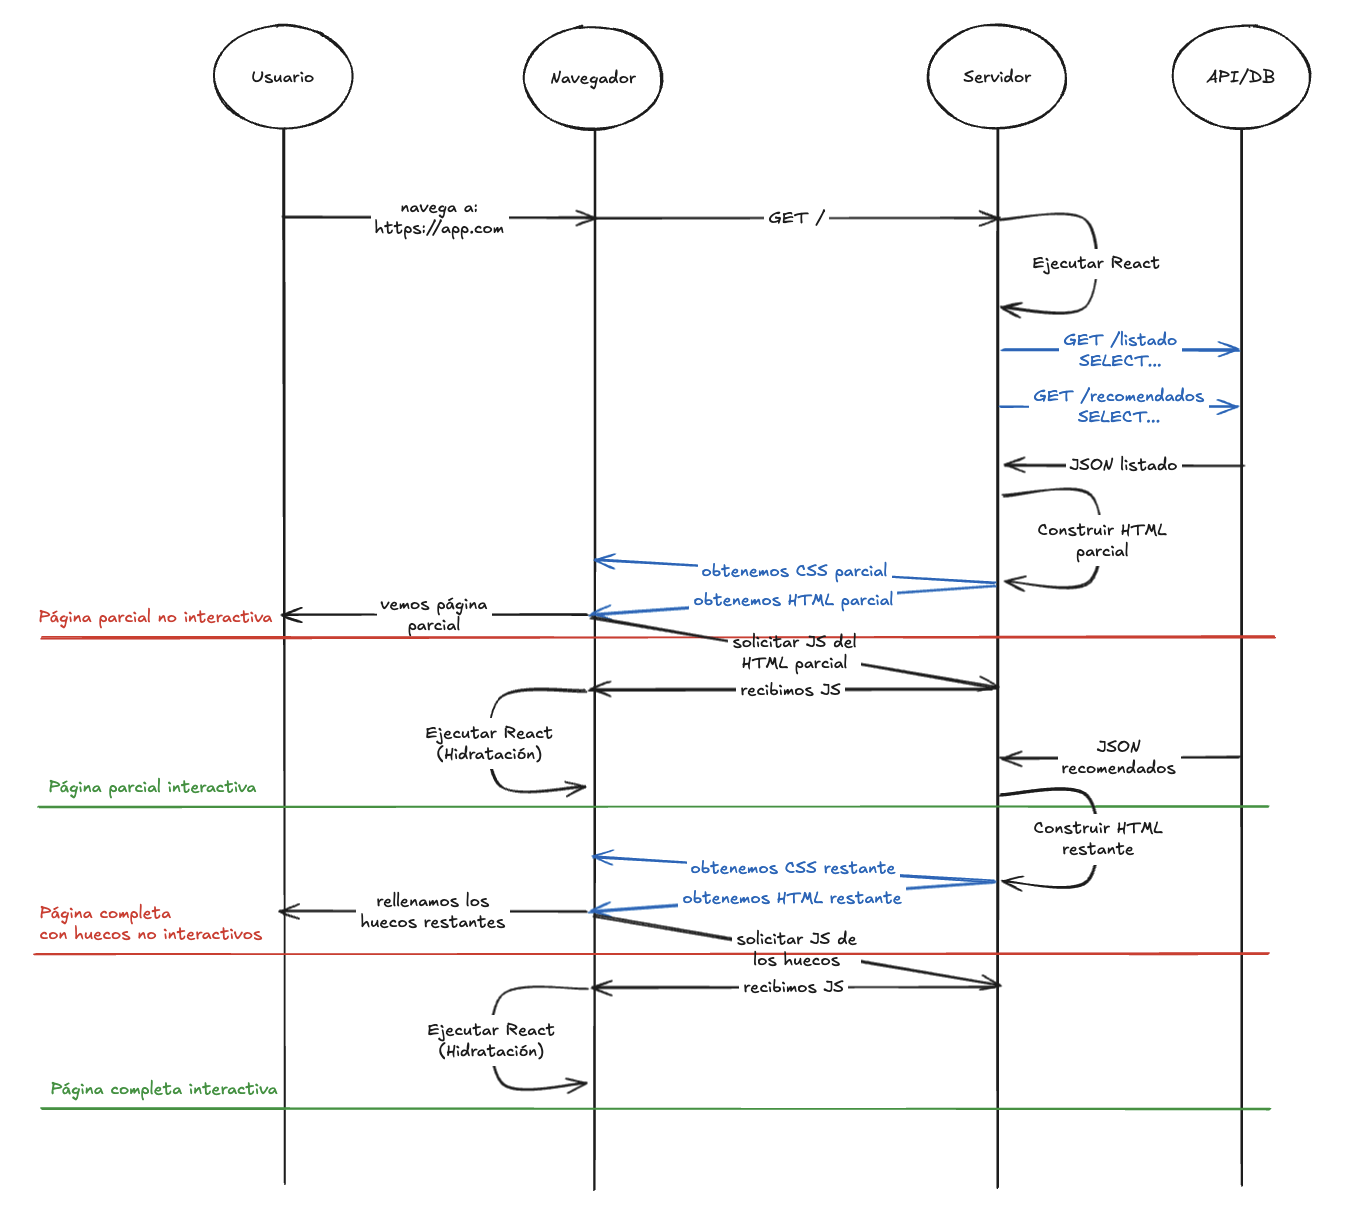 Usuario
Navegador
Servidor
API/DB
navega a:
https://app.com
GET /
Ejecutar React
GET /listado
SELECT...
GET /recomendados
SELECT...
JSON listado
Construir HTML
parcial
obtenemos CSS parcial
obtenemos HTML parcial
vemos página
parcial
Página parcial no interactiva
solicitar JS del
HTML parcial
recibimos JS
Ejecutar React
(Hidratación)
JSON
recomendados
Página parcial interactiva
Construir HTML
restante
obtenemos CSS restante
obtenemos HTML restante
rellenamos los
huecos restantes
Página completa
con huecos no interactivos
solicitar JS de
los huecos
recibimos JS
Ejecutar React
(Hidratación)
Página completa interactiva